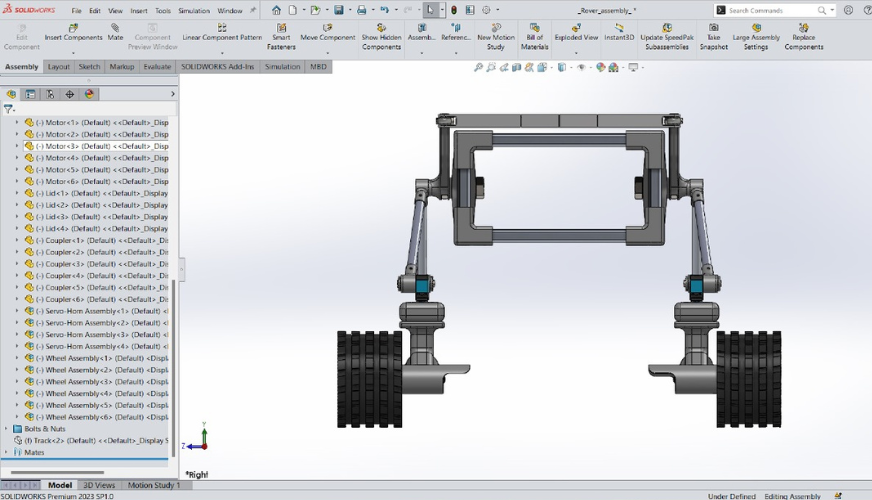 SOLIDWORKS File Edit View Insert Tools Simulation Window _Rover_assembly_ * Search Commands
Edit Component
Insert Components
Mate
Component Preview Window
Linear Component Pattern
Smart Fasteners
Move Component
Show Hidden Components
Assemb...
Referenc...
New Motion Study
Bill of Materials
Exploded View
Instant3D
Update SpeedPak Subassemblies
Take Snapshot
Large Assembly Settings
Replace Components
Assembly Layout Sketch Markup Evaluate SOLIDWORKS Add-Ins Simulation MBD
(-) Motor<1> (Default) <<Default>_Disp
(-) Motor<2> (Default) <<Default>_Disp
(-) Motor<3> (Default) <<Default>_Disp
(-) Motor<4> (Default) <<Default>_Disp
(-) Motor<5> (Default) <<Default>_Disp
(-) Motor<6> (Default) <<Default>_Disp
(-) Lid<1> (Default) <<Default>_Display
(-) Lid<2> (Default) <<Default>_Display
(-) Lid<3> (Default) <<Default>_Display
(-) Lid<4> (Default) <<Default>_Display
(-) Coupler<1> (Default) <<Default>_Di
(-) Coupler<2> (Default) <<Default>_Di
(-) Coupler<3> (Default) <<Default>_Di
(-) Coupler<4> (Default) <<Default>_Di
(-) Coupler<5> (Default) <<Default>_Di
(-) Coupler<6> (Default) <<Default>_Di
(-) Servo-Horn Assembly<1> (Default) <
(-) Servo-Horn Assembly<2> (Default) <
(-) Servo-Horn Assembly<3> (Default) <
(-) Servo-Horn Assembly<4> (Default) <
(-) Wheel Assembly<1> (Default) <Displ
(-) Wheel Assembly<2> (Default) <Displ
(-) Wheel Assembly<3> (Default) <Displ
(-) Wheel Assembly<4> (Default) <Displ
(-) Wheel Assembly<5> (Default) <Displ
(-) Wheel Assembly<6> (Default) <Displ
Bolts & Nuts
(f) Track<2> (Default) <<Default>_Display S
Mates
Y
Z
*Right
Model 3D Views Motion Study 1
SOLIDWORKS Premium 2023 SP1.0 Under Defined Editing Assembly